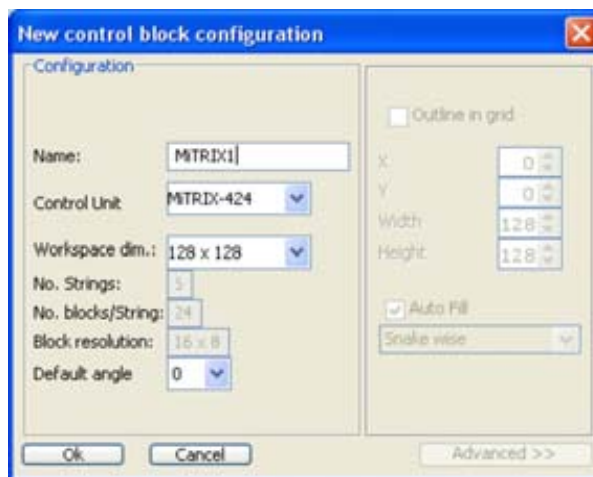 New control block configuration
Configuration
Name: MiTRIX1
Control Unit MiTRIX-424
Workspace dim.: 128 x 128
No. Strings: 5
No. blocks/String: 24
Block resolution: 16 x 8
Default angle 0
Outline in grid
X 0
Y 0
Width 128
Height 128
Auto Fill
Snake wise
Ok Cancel Advanced >>